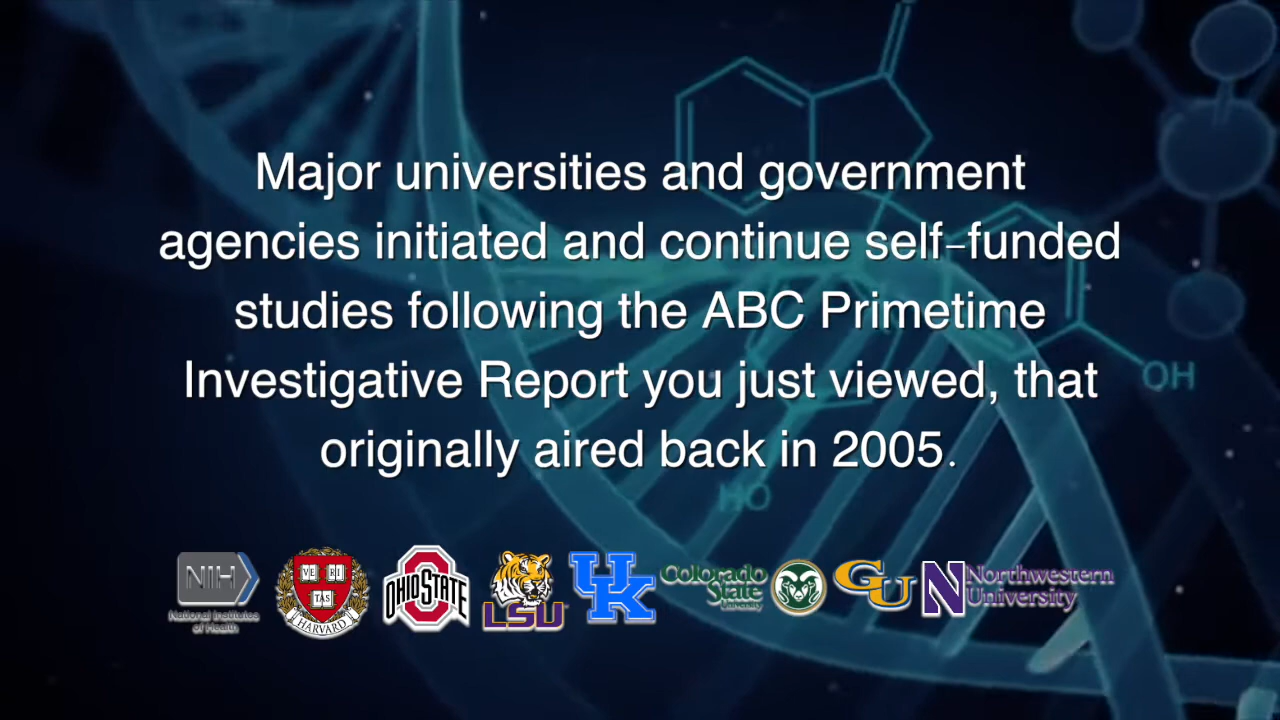 Major universities and government
agencies initiated and continue self-funded
studies following the ABC Primetime
Investigative Report you just viewed, that
originally aired back in 2005.
OH
HO
NIH
National Institutes
of Health
VE RI
TAS
HARVARD
OHIO STATE
LSU
UK
Colorado
State
University
GU
N Northwestern
University